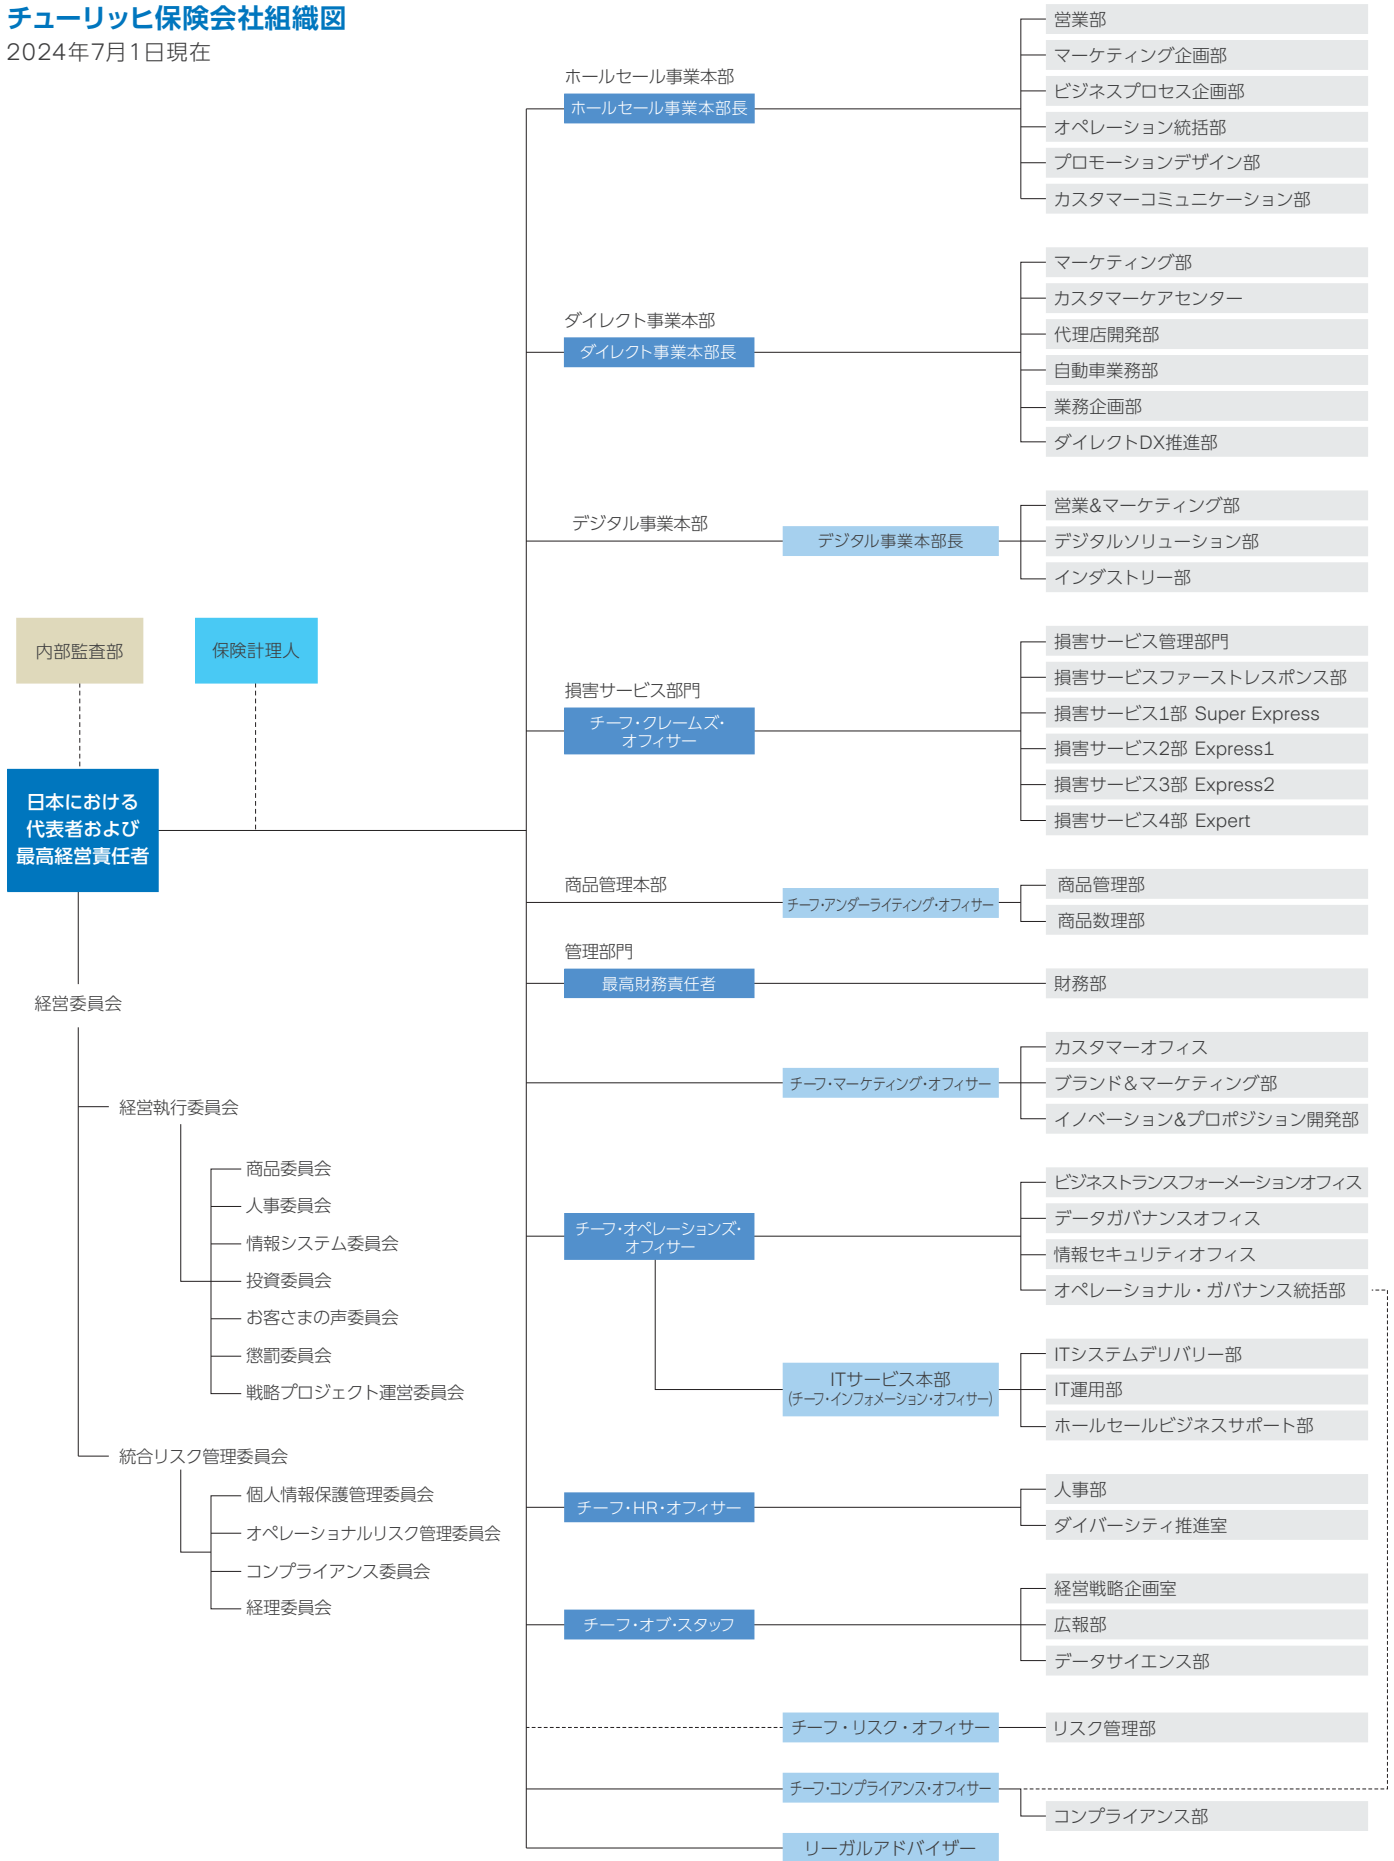 チューリッヒ保険会社組織図
2024年7月1日現在
内部監査部
保険計理人
日本における
代表者および
最高経営責任者
経営委員会
経営執行委員会
商品委員会
人事委員会
情報システム委員会
投資委員会
お客さまの声委員会
懲罰委員会
戦略プロジェクト運営委員会
統合リスク管理委員会
個人情報保護管理委員会
オペレーショナルリスク管理委員会
コンプライアンス委員会
経理委員会
ホールセール事業本部
ホールセール事業本部長
営業部
マーケティング企画部
ビジネスプロセス企画部
オペレーション統括部
プロモーションデザイン部
カスタマーコミュニケーション部
ダイレクト事業本部
ダイレクト事業本部長
マーケティング部
カスタマーケアセンター
代理店開発部
自動車業務部
業務企画部
ダイレクトDX推進部
デジタル事業本部
デジタル事業本部長
営業&マーケティング部
デジタルソリューション部
インダストリー部
損害サービス部門
チーフ・クレームズ・
オフィサー
損害サービス管理部門
損害サービスファーストレスポンス部
損害サービス1部 Super Express
損害サービス2部 Express1
損害サービス3部 Express2
損害サービス4部 Expert
商品管理本部
チーフ・アンダーライティング・オフィサー
商品管理部
商品数理部
管理部門
最高財務責任者
財務部
チーフ・マーケティング・オフィサー
カスタマーオフィス
ブランド＆マーケティング部
イノベーション&プロポジション開発部
チーフ・オペレーションズ・
オフィサー
ビジネストランスフォーメーションオフィス
データガバナンスオフィス
情報セキュリティオフィス
オペレーショナル・ガバナンス統括部
ITサービス本部
(チーフ・インフォメーション・オフィサー)
ITシステムデリバリー部
IT運用部
ホールセールビジネスサポート部
チーフ・HR・オフィサー
人事部
ダイバーシティ推進室
チーフ・オブ・スタッフ
経営戦略企画室
広報部
データサイエンス部
チーフ・リスク・オフィサー
リスク管理部
チーフ・コンプライアンス・オフィサー
コンプライアンス部
リーガルアドバイザー